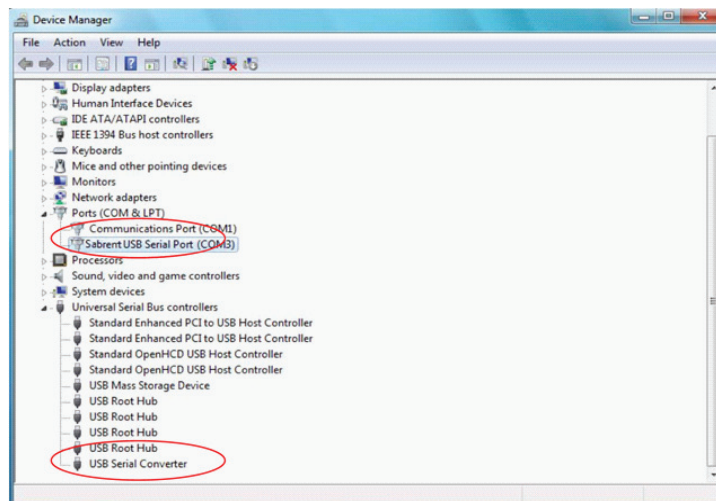 Device Manager
File Action View Help
Display adapters
Human Interface Devices
IDE ATA/ATAPI controllers
IEEE 1394 Bus host controllers
Keyboards
Mice and other pointing devices
Monitors
Network adapters
Ports (COM & LPT)
Communications Port (COM1)
Sabrent USB Serial Port (COM3)
Processors
Sound, video and game controllers
System devices
Universal Serial Bus controllers
Standard Enhanced PCI to USB Host Controller
Standard Enhanced PCI to USB Host Controller
Standard OpenHCD USB Host Controller
Standard OpenHCD USB Host Controller
USB Mass Storage Device
USB Root Hub
USB Root Hub
USB Root Hub
USB Root Hub
USB Serial Converter